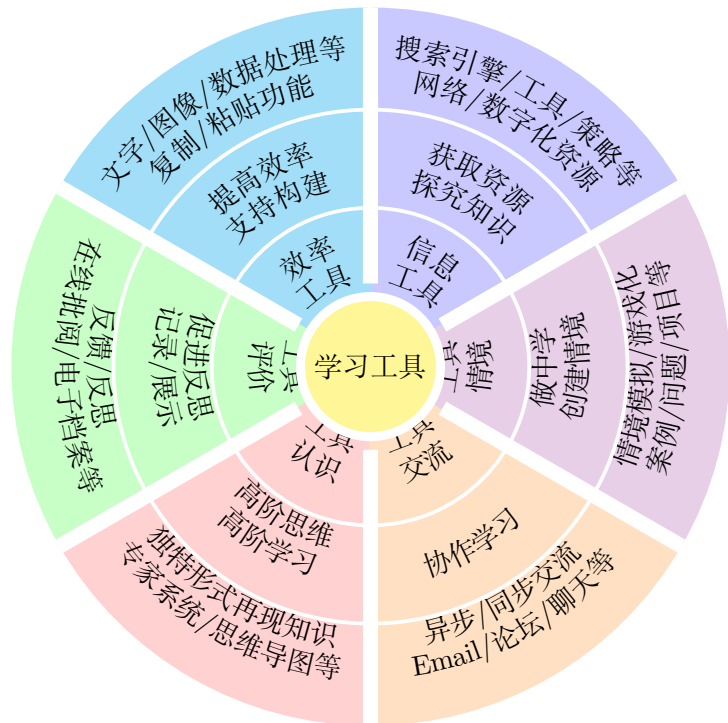 学习工具
信息
工具
获取资源
探究知识
搜索引擎/工具/策略等
网络/数字化资源
工具
情境
做中学
创建情境
情境模拟/游戏化
案例/问题/项目等
工具
交流
协作学习
异步/同步交流
Email/论坛/聊天等
工具
认识
高阶思维
高阶学习
独特形式再现知识
专家系统/思维导图等
工具
评价
促进反思
记录/展示
反馈/反思
在线批阅/电子档案等
效率
工具
提高效率
支持构建
文字/图像/数据处理等
复制/粘贴功能